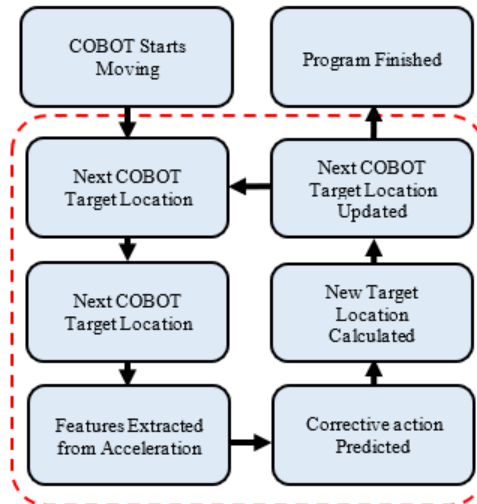 COBOT Starts
Moving
Program Finished
Next COBOT
Target Location
Next COBOT
Target Location
Updated
Next COBOT
Target Location
New Target
Location
Calculated
Features Extracted
from Acceleration
Corrective action
Predicted